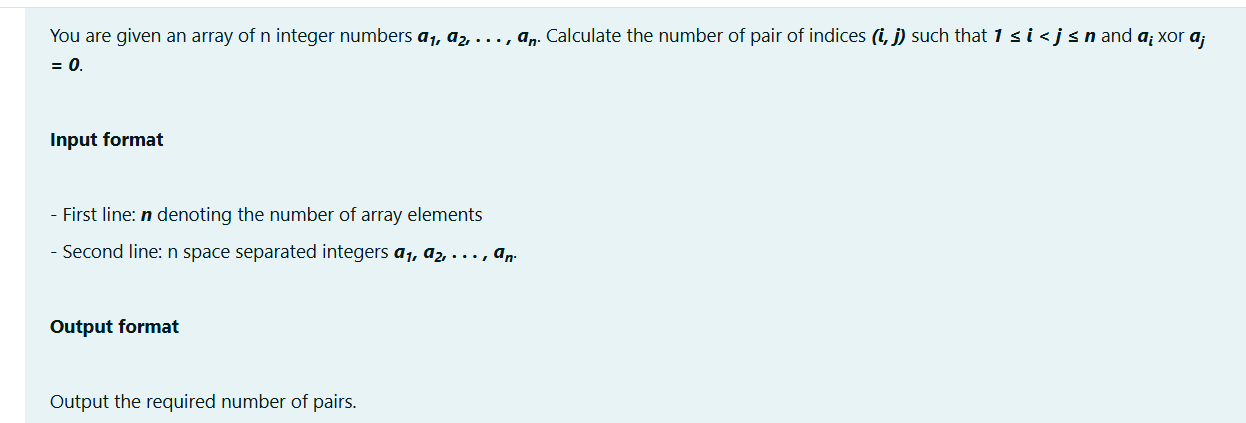 You are given an array of n integer numbers a1, a2, . . . , an. Calculate the number of pair of indices (i, j) such that 1 ≤ i < j ≤ n and ai xor aj
= 0.
Input format
- First line: n denoting the number of array elements
- Second line: n space separated integers a1, a2, . . . , an.
Output format
Output the required number of pairs.